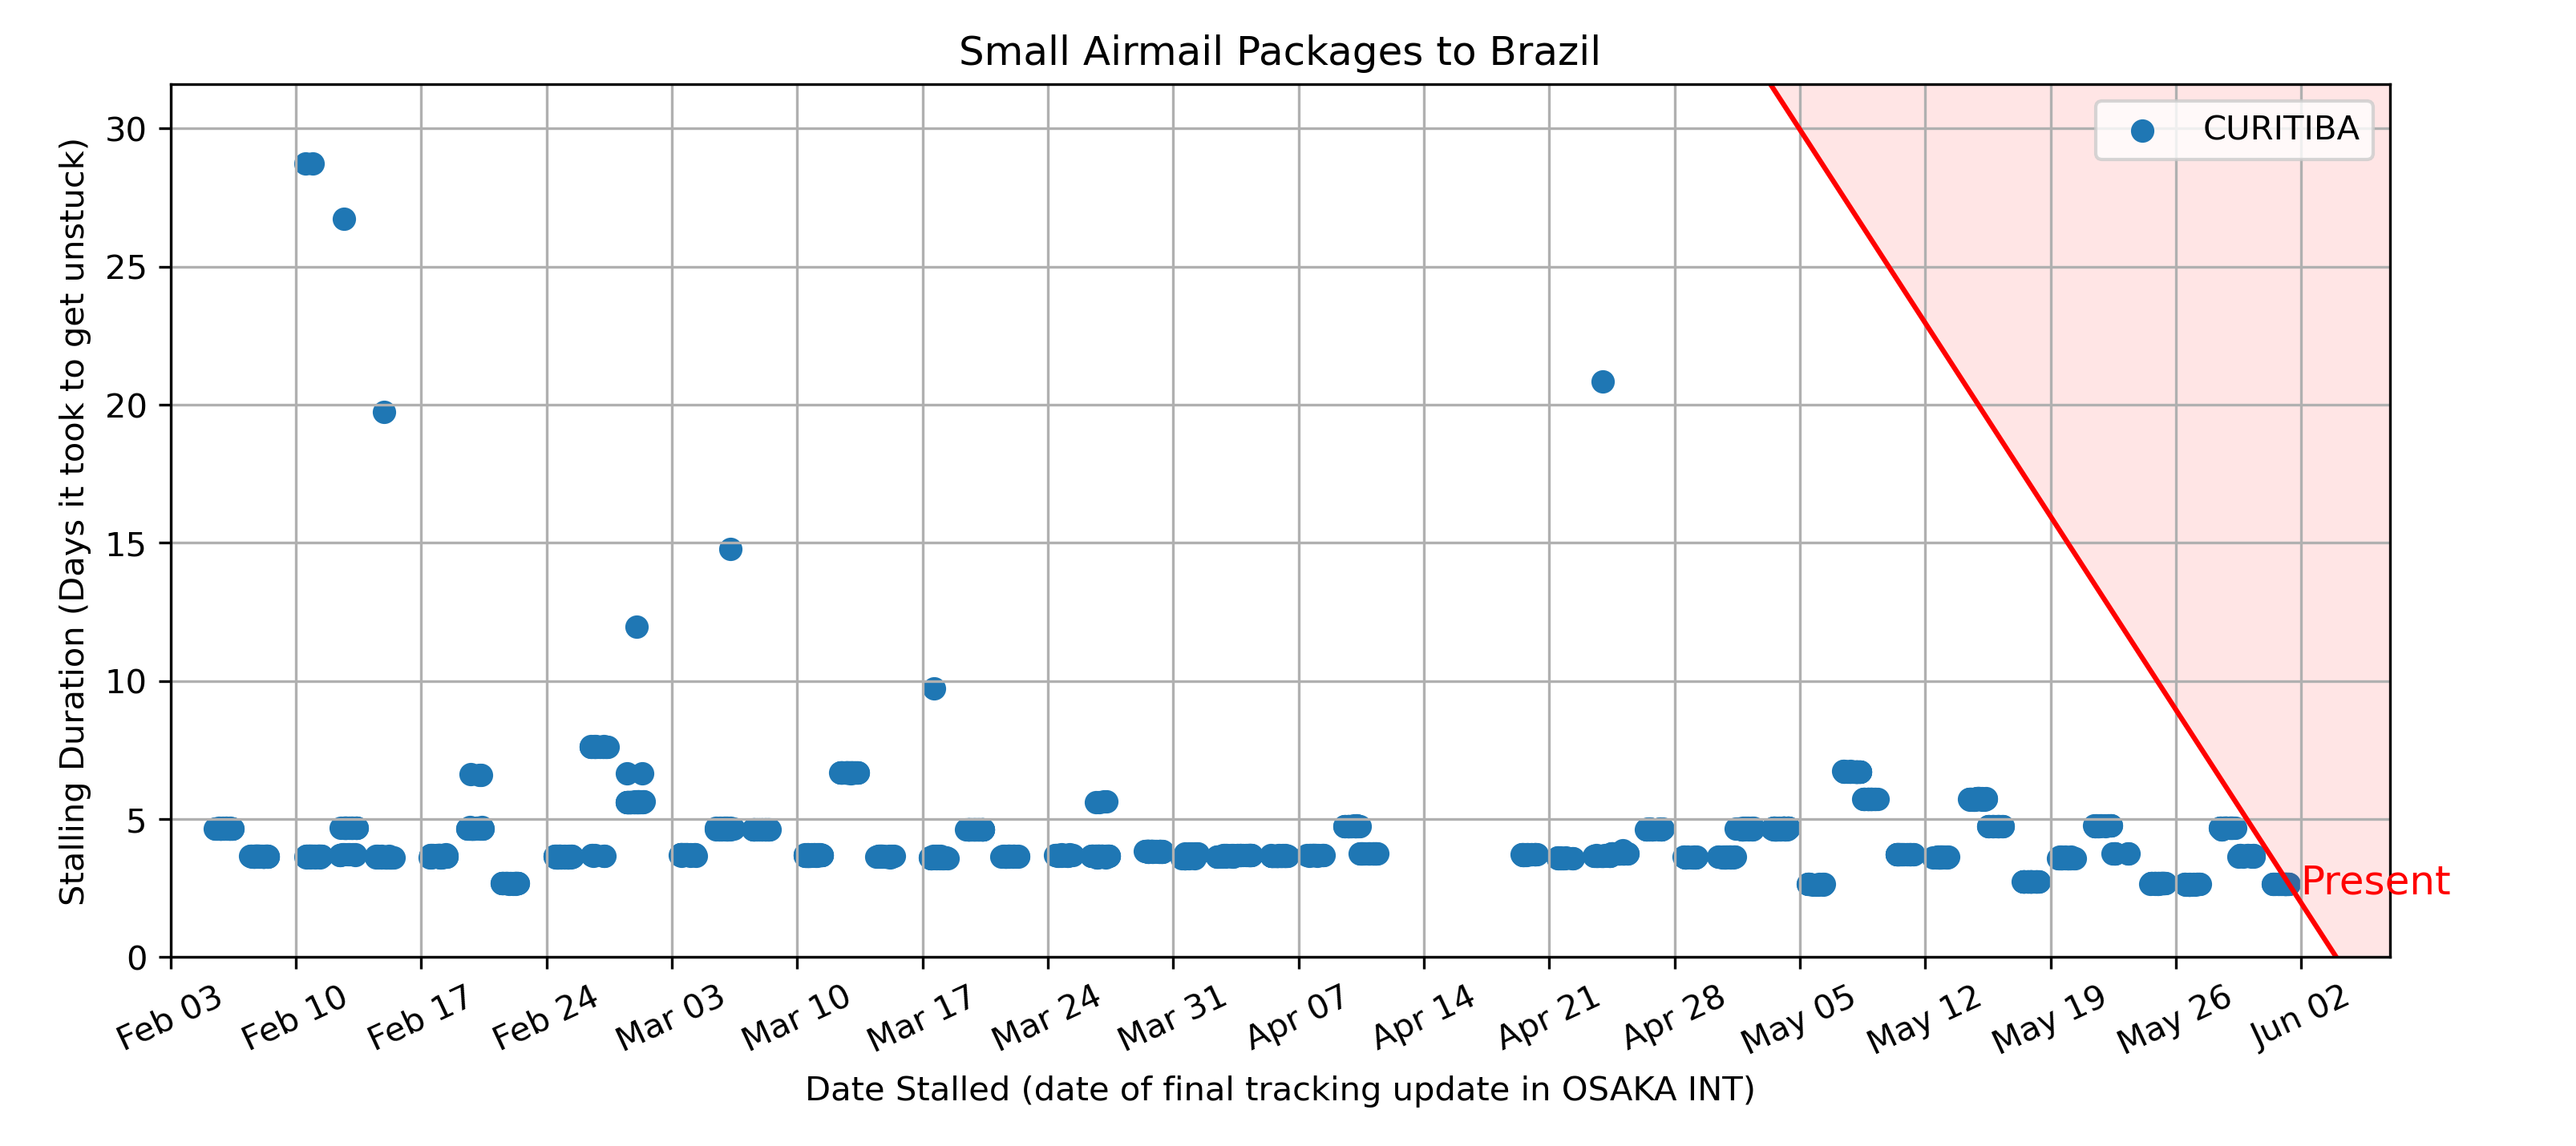 Small Airmail Packages to Brazil
CURITIBA
Stalling Duration (Days it took to get unstuck)
30
25
20
15
10
5
0
Present
Feb 03
Feb 10
Feb 17
Feb 24
Mar 03
Mar 10
Mar 17
Mar 24
Mar 31
Apr 07
Apr 14
Apr 21
Apr 28
May 05
May 12
May 19
May 26
Jun 02
Date Stalled (date of final tracking update in OSAKA INT)